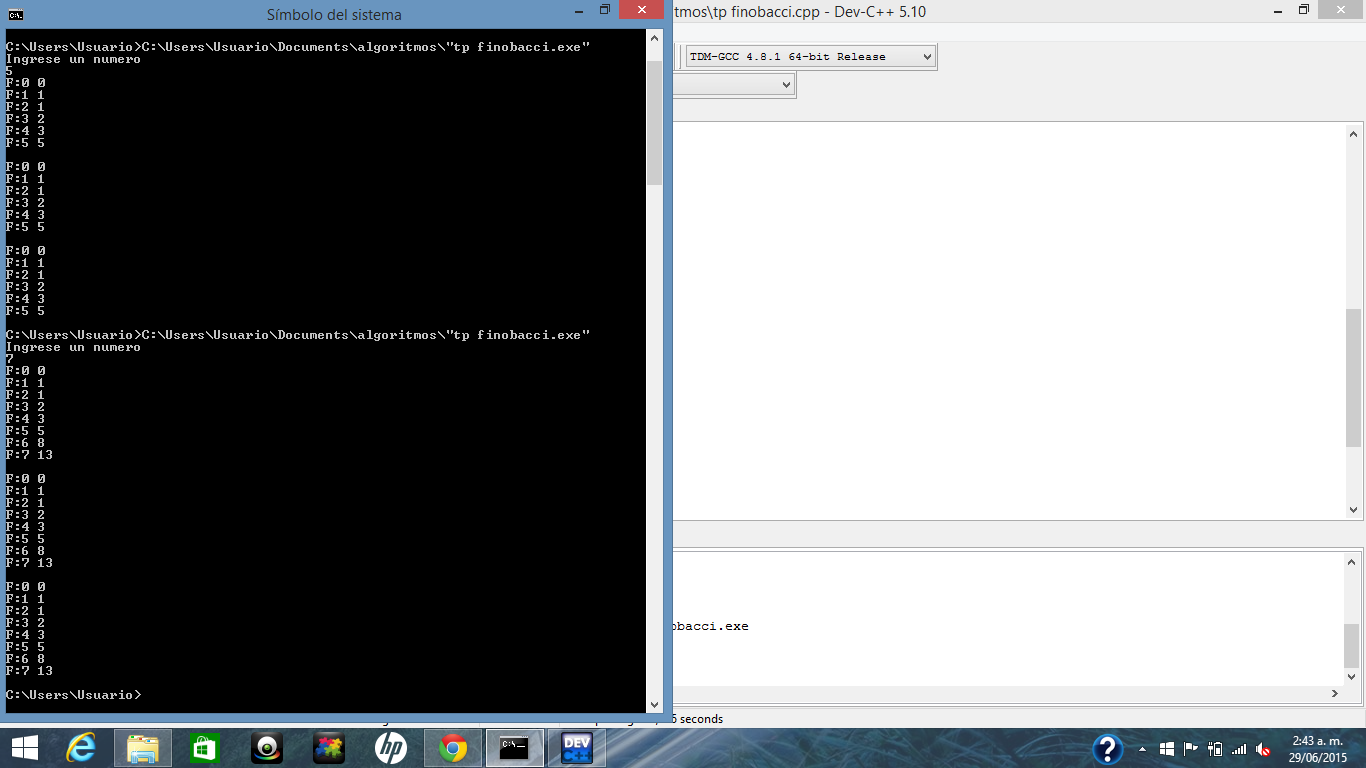 Símbolo del sistema
C:\Users\Usuario>C:\Users\Usuario\Documents\algoritmos\"tp finobacci.exe"
Ingrese un numero
5
F:0 0
F:1 1
F:2 1
F:3 2
F:4 3
F:5 5
F:0 0
F:1 1
F:2 1
F:3 2
F:4 3
F:5 5
F:0 0
F:1 1
F:2 1
F:3 2
F:4 3
F:5 5
C:\Users\Usuario>C:\Users\Usuario\Documents\algoritmos\"tp finobacci.exe"
Ingrese un numero
7
F:0 0
F:1 1
F:2 1
F:3 2
F:4 3
F:5 5
F:6 8
F:7 13
F:0 0
F:1 1
F:2 1
F:3 2
F:4 3
F:5 5
F:6 8
F:7 13
F:0 0
F:1 1
F:2 1
F:3 2
F:4 3
F:5 5
F:6 8
F:7 13
C:\Users\Usuario>
tmos\tp finobacci.cpp - Dev-C++ 5.10
TDM-GCC 4.8.1 64-bit Release
obacci.exe
seconds
hp
C:\
DEV
C++
2:43 a. m.
29/06/2015